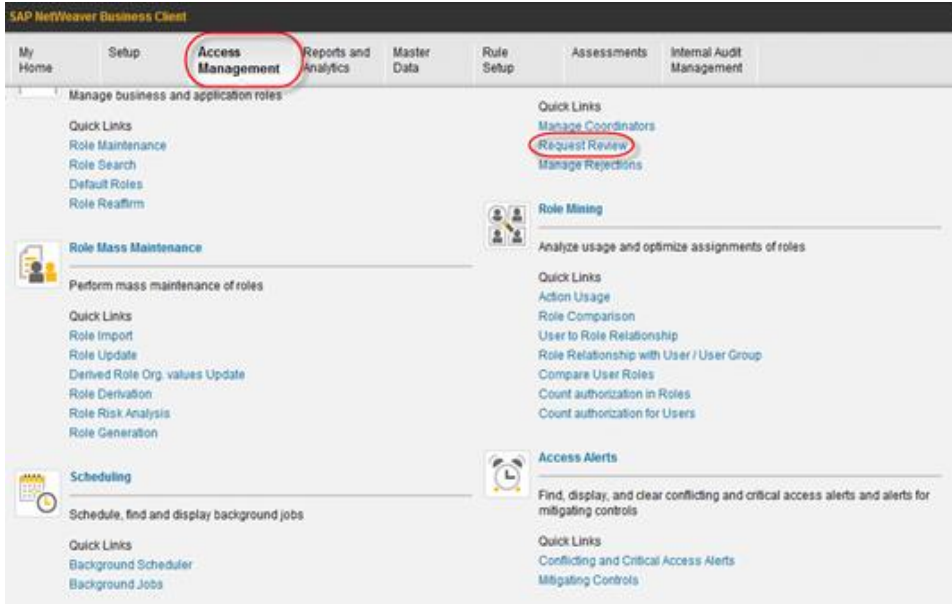 SAP NetWeaver Business Client
My Home
Setup
Access Management
Reports and Analytics
Master Data
Rule Setup
Assessments
Internal Audit Management
Manage business and application roles
Quick Links
Role Maintenance
Role Search
Default Roles
Role Reaffirm
Role Mass Maintenance
Perform mass maintenance of roles
Quick Links
Role Import
Role Update
Derived Role Org. values Update
Role Derivation
Role Risk Analysis
Role Generation
Scheduling
Schedule, find and display background jobs
Quick Links
Background Scheduler
Background Jobs
Quick Links
Manage Coordinators
Request Review
Manage Rejections
Role Mining
Analyze usage and optimize assignments of roles
Quick Links
Action Usage
Role Comparison
User to Role Relationship
Role Relationship with User / User Group
Compare User Roles
Count authorization in Roles
Count authorization for Users
Access Alerts
Find, display, and clear conflicting and critical access alerts and alerts for
mitigating controls
Quick Links
Conflicting and Critical Access Alerts
Mitigating Controls